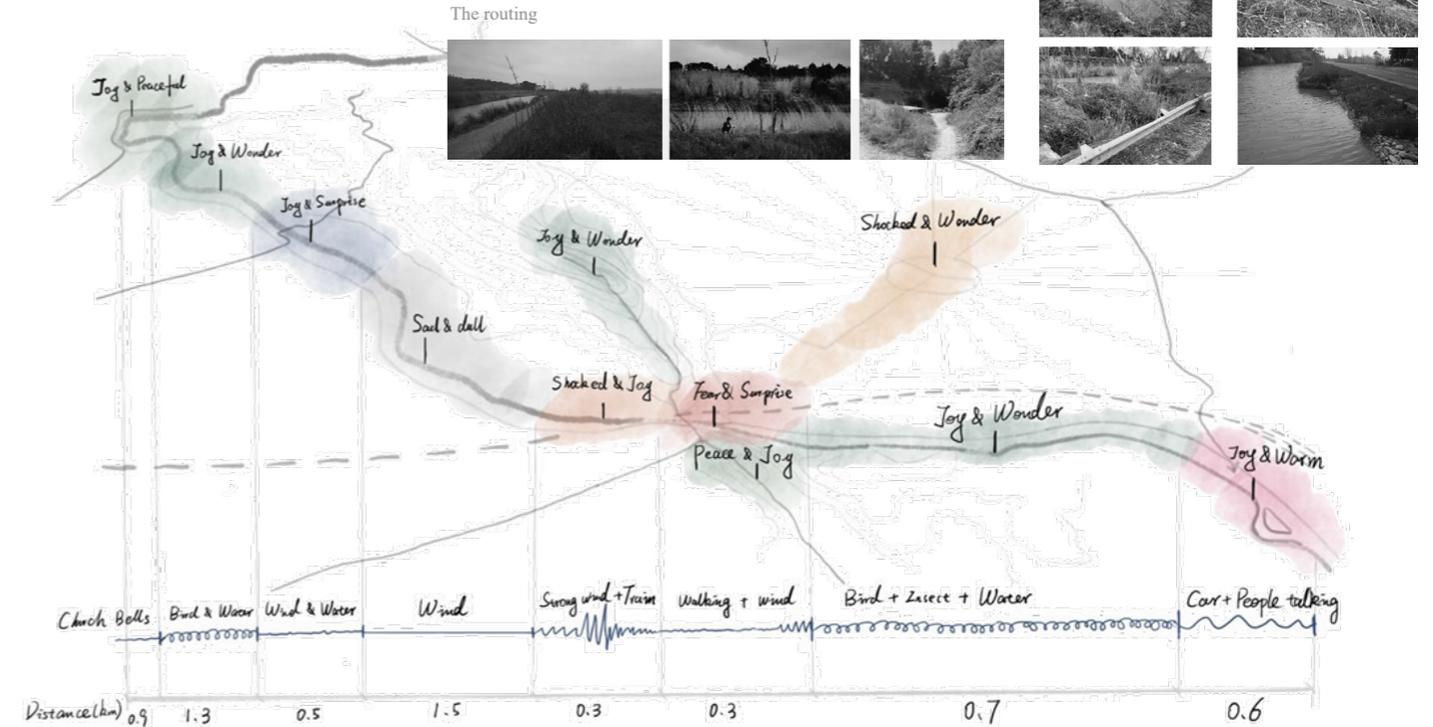 The routing
Joy & Peaceful
Joy & Wonder
Joy & Surprise
Joy & Wonder
Shocked & Wonder
Sad & dull
Shocked & Joy
Fear & Surprise
Joy & Wonder
Peace & Joy
Joy & Warm
Church Bells
Bird & Water
Wind & Water
Wind
Strong wind + Train
Walking + wind
Bird + Insect + Water
Car + People talking
Distance(km) 0.9 1.3 0.5 1.5 0.3 0.3 0.7 0.6